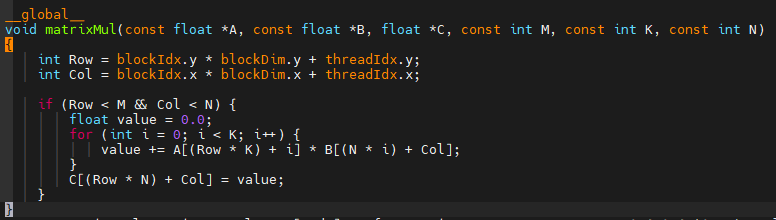 __global__
void matrixMul(const float *A, const float *B, float *C, const int M, const int K, const int N)
{
    int Row = blockIdx.y * blockDim.y + threadIdx.y;
    int Col = blockIdx.x * blockDim.x + threadIdx.x;

    if (Row < M && Col < N) {
        float value = 0.0;
        for (int i = 0; i < K; i++) {
            value += A[(Row * K) + i] * B[(N * i) + Col];
        }
        C[(Row * N) + Col] = value;
    }
}